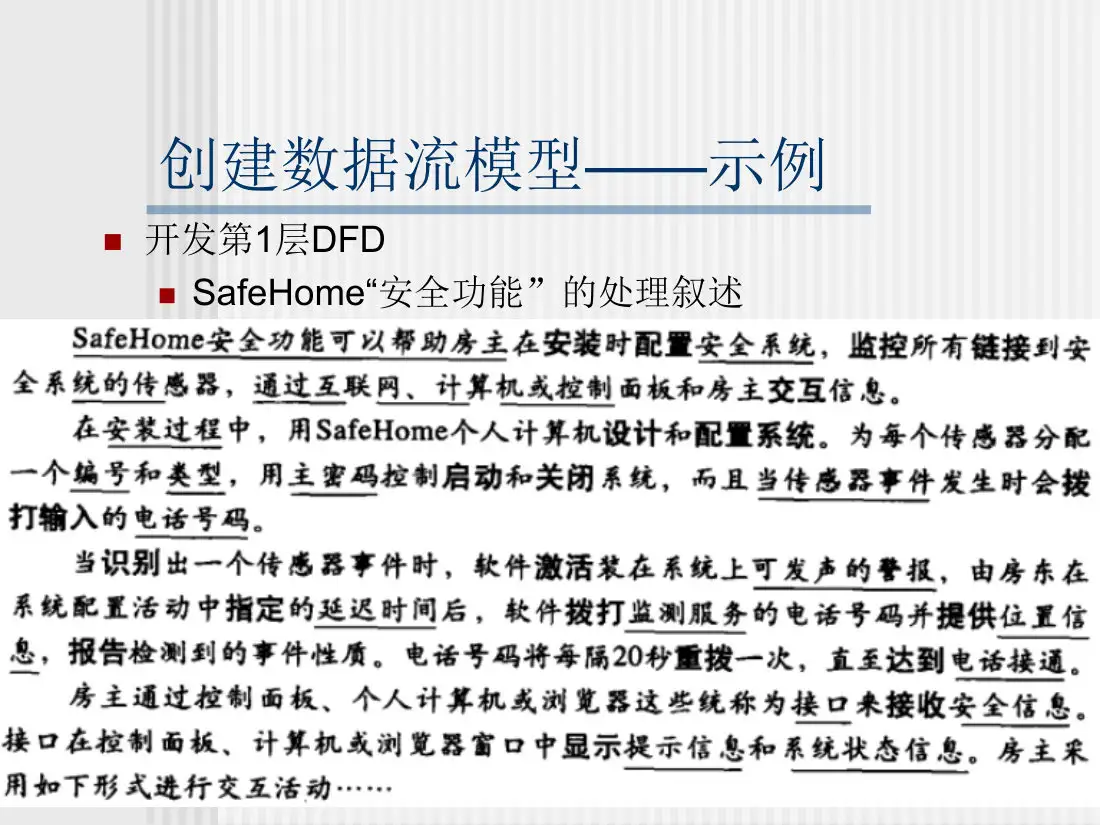 创建数据流模型——示例
开发第1层DFD
SafeHome“安全功能”的处理叙述
SafeHome安全功能可以帮助房主在安装时配置安全系统，监控所有链接到安
全系统的传感器，通过互联网、计算机或控制面板和房主交互信息。
在安装过程中，用SafeHome个人计算机设计和配置系统。为每个传感器分配
一个编号和类型，用主密码控制启动和关闭系统，而且当传感器事件发生时会拨
打输入的电话号码。
当识别出一个传感器事件时，软件激活装在系统上可发声的警报，由房东在
系统配置活动中指定的延迟时间后，软件拨打监测服务的电话号码并提供位置信
息，报告检测到的事件性质。电话号码将每隔20秒重拨一次，直至达到电话接通。
房主通过控制面板、个人计算机或浏览器这些统称为接口来接收安全信息。
接口在控制面板、计算机或浏览器窗口中显示提示信息和系统状态信息。房主采
用如下形式进行交互活动……